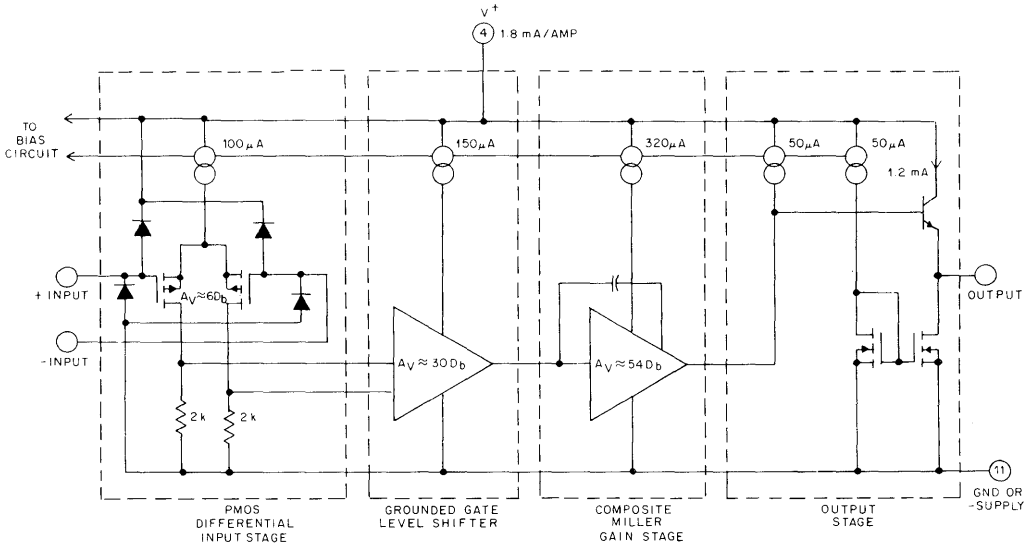 V+
4 1.8 mA/AMP
TO
BIAS
CIRCUIT
100µA
150µA
320µA
50µA
50µA
1.2 mA
+ INPUT
- INPUT
AV≈6Db
AV≈30Db
AV≈54Db
OUTPUT
2k
2k
11
GND OR
-SUPPLY
PMOS
DIFFERENTIAL
INPUT STAGE
GROUNDED GATE
LEVEL SHIFTER
COMPOSITE
MILLER
GAIN STAGE
OUTPUT
STAGE